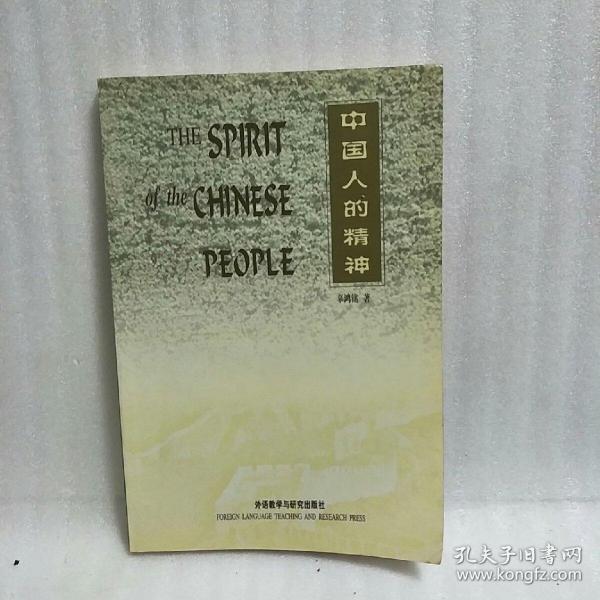 THE SPIRIT
of the CHINESE
PEOPLE
中国人的精神
辜鸿铭 著
外语教学与研究出版社
FOREIGN LANGUAGE TEACHING AND RESEARCH PRESS
孔夫子旧书网
www.kongfz.com